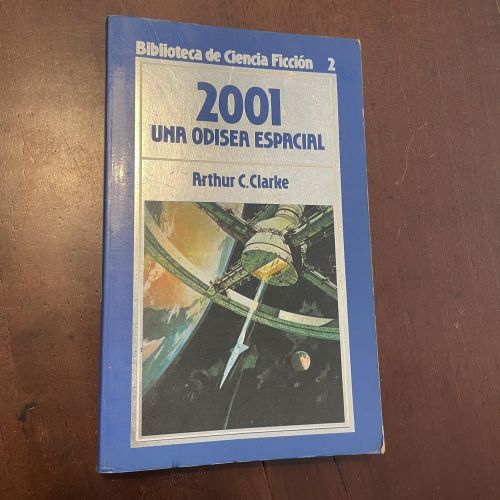 Biblioteca de Ciencia Ficción 2
2001
UNA ODISEA ESPACIAL
Arthur C. Clarke